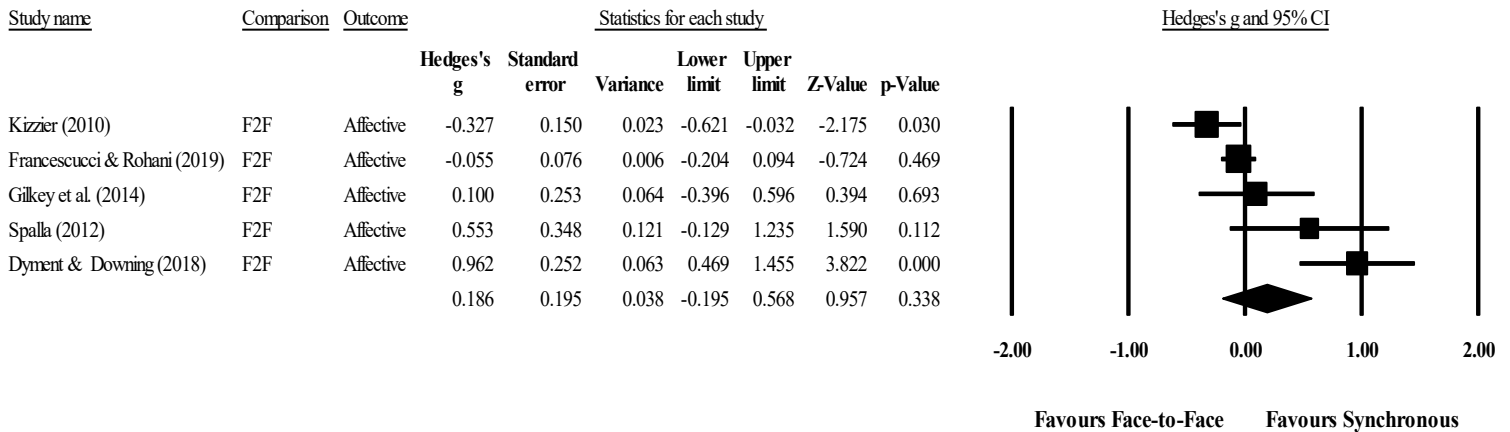 Study name Comparison Outcome Statistics for each study Hedges's g and 95% CI
Hedges's Standard Lower Upper
g error Variance limit limit Z-Value p-Value
Kizzier (2010) F2F Affective -0.327 0.150 0.023 -0.621 -0.032 -2.175 0.030
Francescucci & Rohani (2019) F2F Affective -0.055 0.076 0.006 -0.204 0.094 -0.724 0.469
Gilkey et al. (2014) F2F Affective 0.100 0.253 0.064 -0.396 0.596 0.394 0.693
Spalla (2012) F2F Affective 0.553 0.348 0.121 -0.129 1.235 1.590 0.112
Dyment & Downing (2018) F2F Affective 0.962 0.252 0.063 0.469 1.455 3.822 0.000
0.186 0.195 0.038 -0.195 0.568 0.957 0.338
-2.00 -1.00 0.00 1.00 2.00
Favours Face-to-Face Favours Synchronous